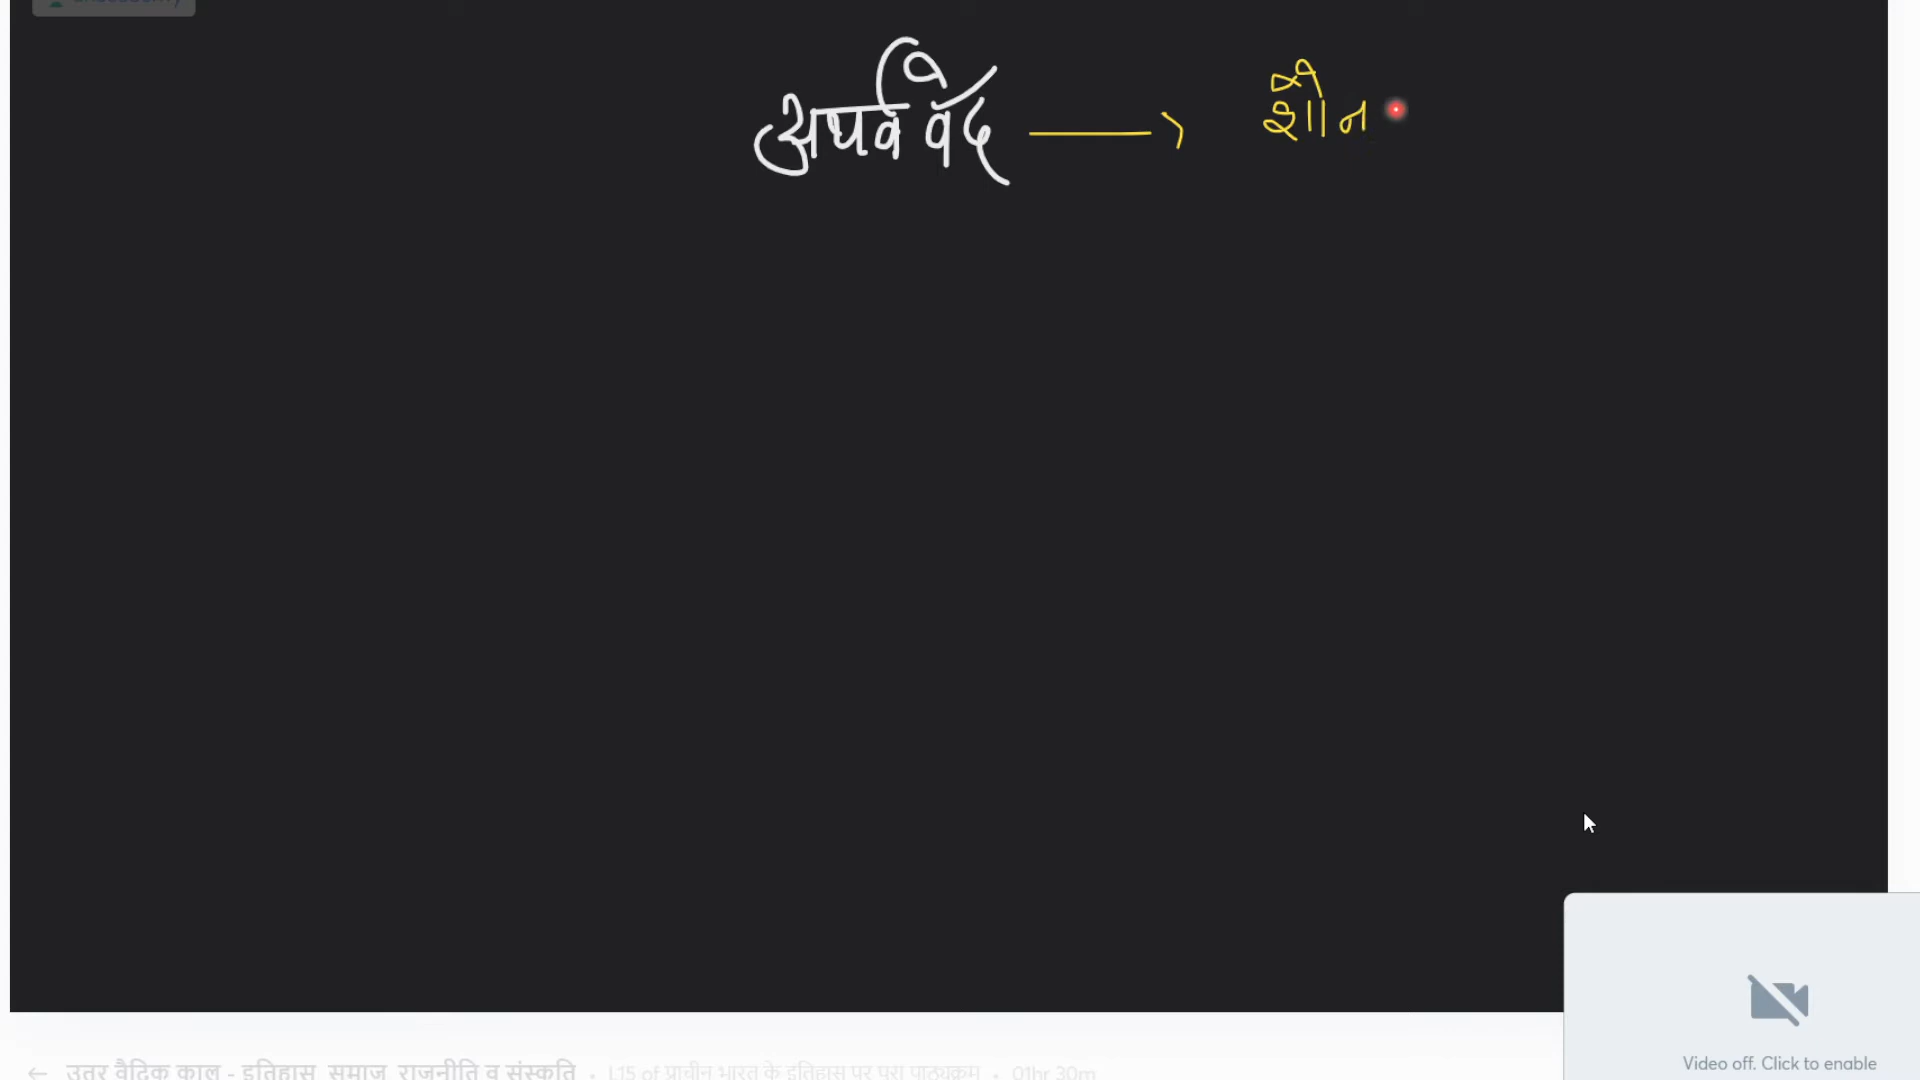 अथर्ववेद → शौन
उत्तर वैदिक काल - इतिहास, समाज, राजनीति व संस्कृति • L15 of प्राचीन भारत के इतिहास पर पूरा पाठ्यक्रम • 01hr 30m
Video off. Click to enable